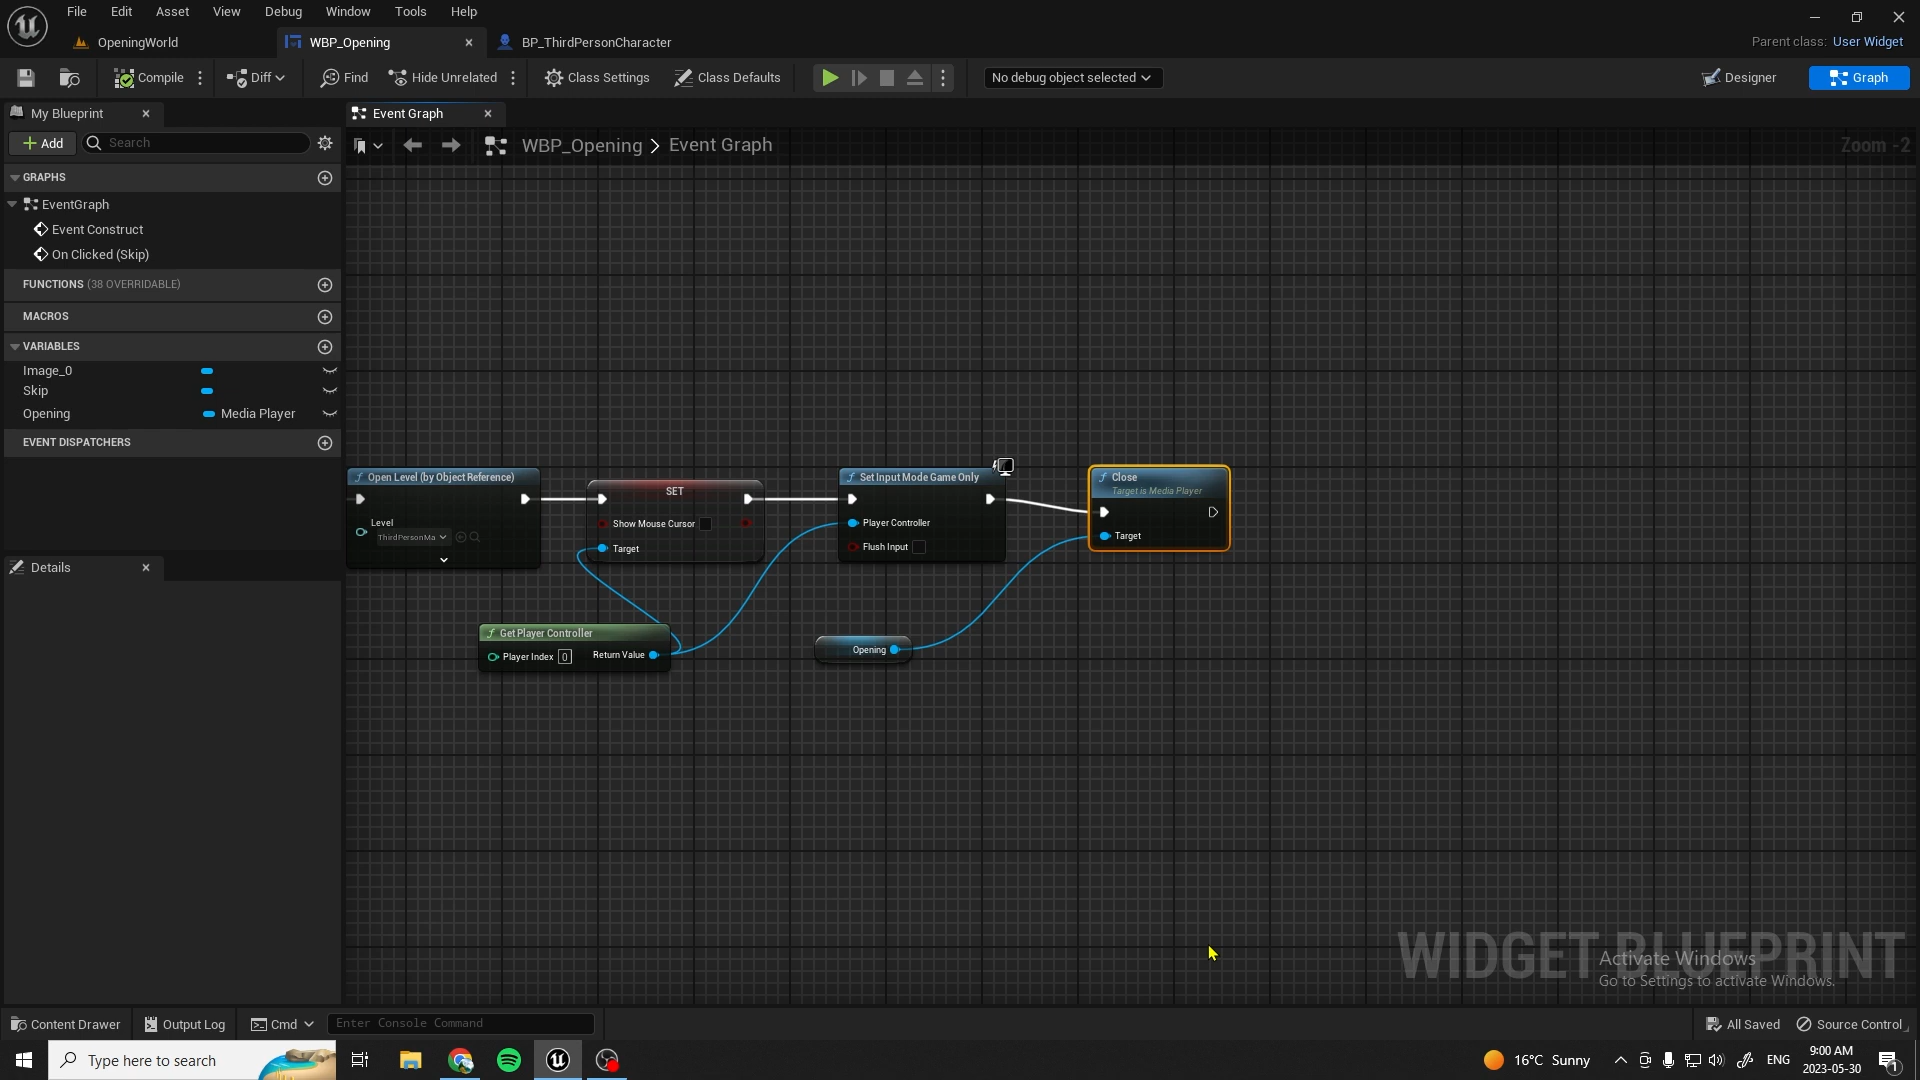 File Edit Asset View Debug Window Tools Help
OpeningWorld WBP_Opening BP_ThirdPersonCharacter
Parent class: User Widget
Compile Diff Find Hide Unrelated Class Settings Class Defaults No debug object selected Designer Graph
My Blueprint
Event Graph
Add Search
WBP_Opening > Event Graph
Zoom -2
GRAPHS
EventGraph
Event Construct
On Clicked (Skip)
FUNCTIONS (38 OVERRIDABLE)
MACROS
VARIABLES
Image_0
Skip
Opening Media Player
EVENT DISPATCHERS
Details
Open Level (by Object Reference)
Level
ThirdPersonMa
SET
Show Mouse Cursor
Target
Set Input Mode Game Only
Player Controller
Flush Input
Close
Target is Media Player
Target
Get Player Controller
Player Index 0 Return Value
Opening
WIDGET BLUEPRINT
Activate Windows
Go to Settings to activate Windows.
Content Drawer Output Log Cmd Enter Console Command
All Saved Source Control
Type here to search
16°C Sunny
ENG
9:00 AM
2023-05-30
1